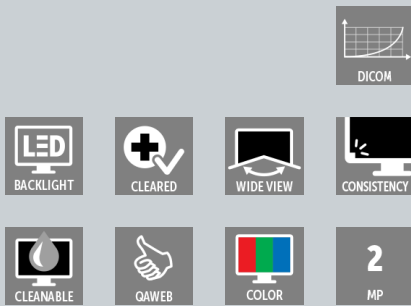 DICOM
LED
BACKLIGHT
CLEARED
WIDE VIEW
CONSISTENCY
CLEANABLE
QAWEB
COLOR
2
MP